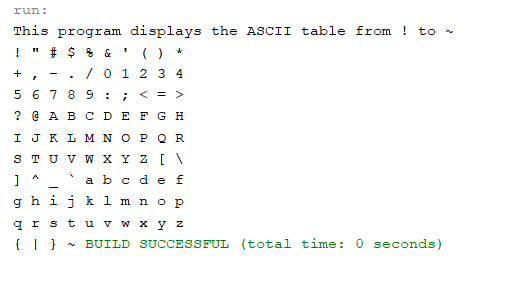 run:
This program displays the ASCII table from ! to ~
! " # $ % & ' ( ) *
+ , - . / 0 1 2 3 4
5 6 7 8 9 : ; < = >
? @ A B C D E F G H
I J K L M N O P Q R
S T U V W X Y Z [ \
] ^ _ ` a b c d e f
g h i j k l m n o p
q r s t u v w x y z
{ | } ~ BUILD SUCCESSFUL (total time: 0 seconds)